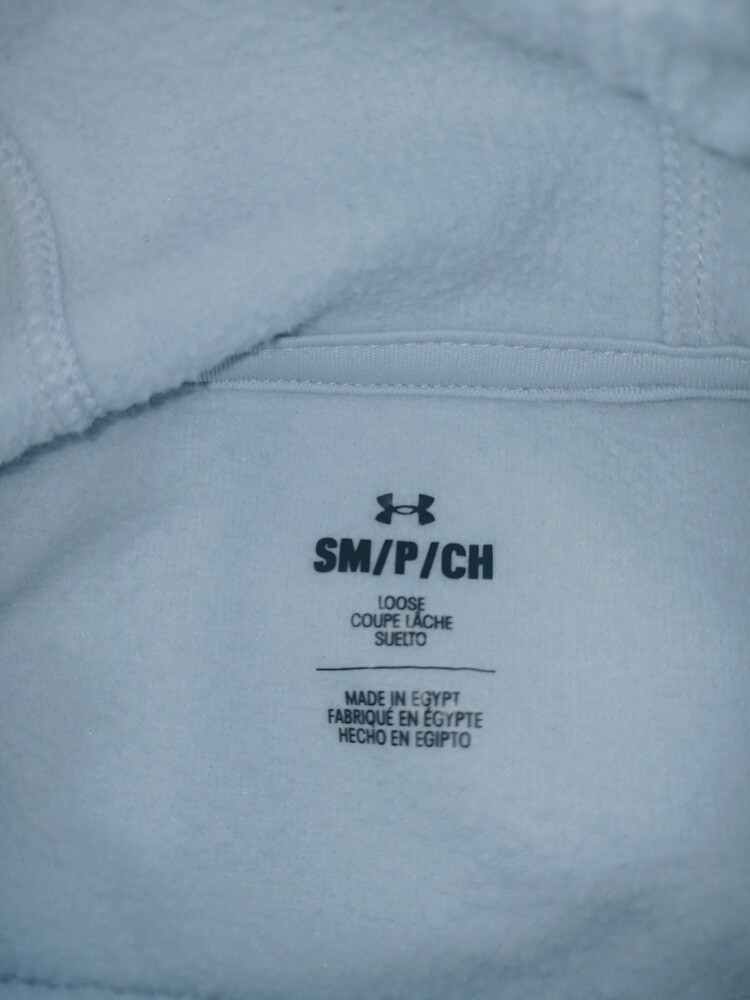 SM/P/CH
LOOSE
COUPE LÂCHE
SUELTO
MADE IN EGYPT
FABRIQUÉ EN ÉGYPTE
HECHO EN EGIPTO